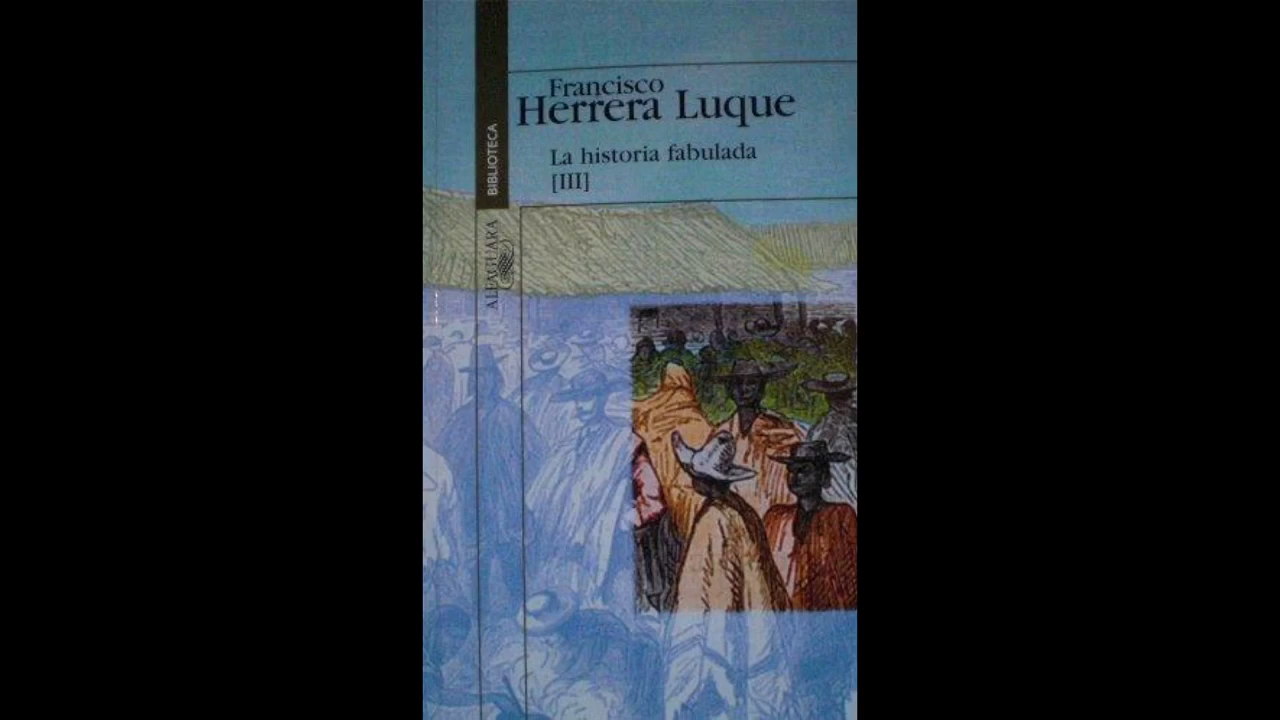 Francisco
Herrera Luque
La historia fabulada
[III]
BIBLIOTECA
ALFAGUARA